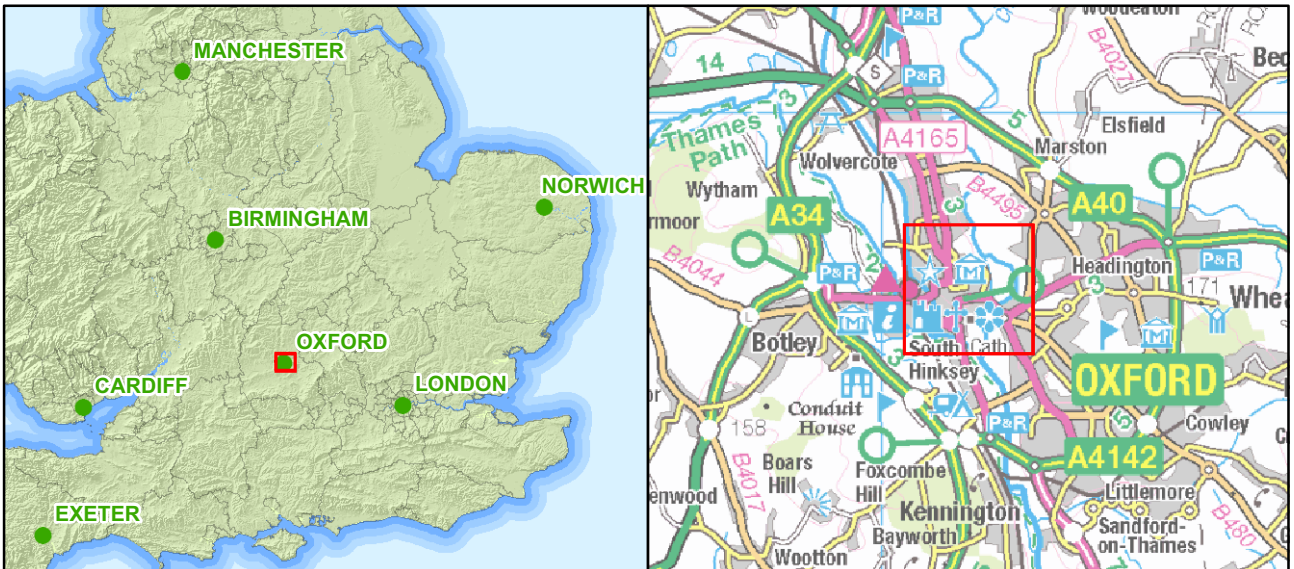 MANCHESTER
NORWICH
BIRMINGHAM
OXFORD
CARDIFF
LONDON
EXETER
P&R
B4027
14
S
P&R
3
5
Elsfield
Thames
Path
A4165
Marston
Wolvercote
Wytham
B4495
A40
3
A34
P&R
Headington
B4044
P&R
2
3
171
L
M
M
i
Botley
South
Cath
M
Hinksey
3
OXFORD
Conduit
House
158
P&R
5
Cowley
A4142
Boars
Hill
Foxcombe
Hill
B4017
Kennington
Littlemore
Bayworth
Sandford-
on-Thames
B480
Wootton